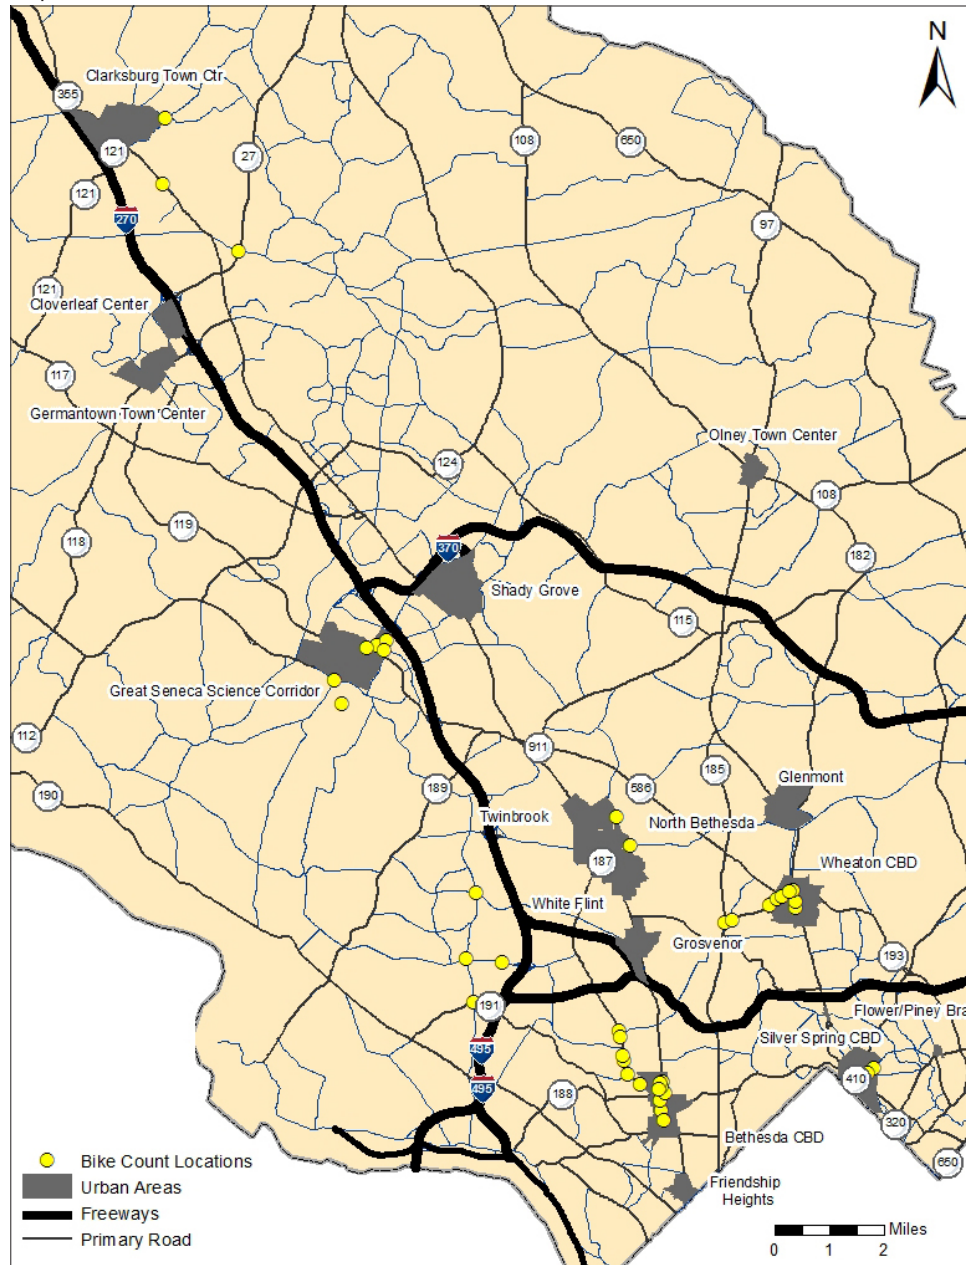 N
Clarksburg Town Ctr
355
121
27
108
650
121
270
97
121
Cloverleaf Center
117
Germantown Town Center
Olney Town Center
124
108
119
118
182
370
Shady Grove
115
Great Seneca Science Corridor
112
911
185
586
Glenmont
190
189
Twinbrook
North Bethesda
187
Wheaton CBD
White Flint
Grosvenor
193
191
Flower/Piney Bra
Silver Spring CBD
495
410
495
188
320
Bethesda CBD
650
Friendship
Heights
Bike Count Locations
Urban Areas
Freeways
Primary Road
Miles
0 1 2